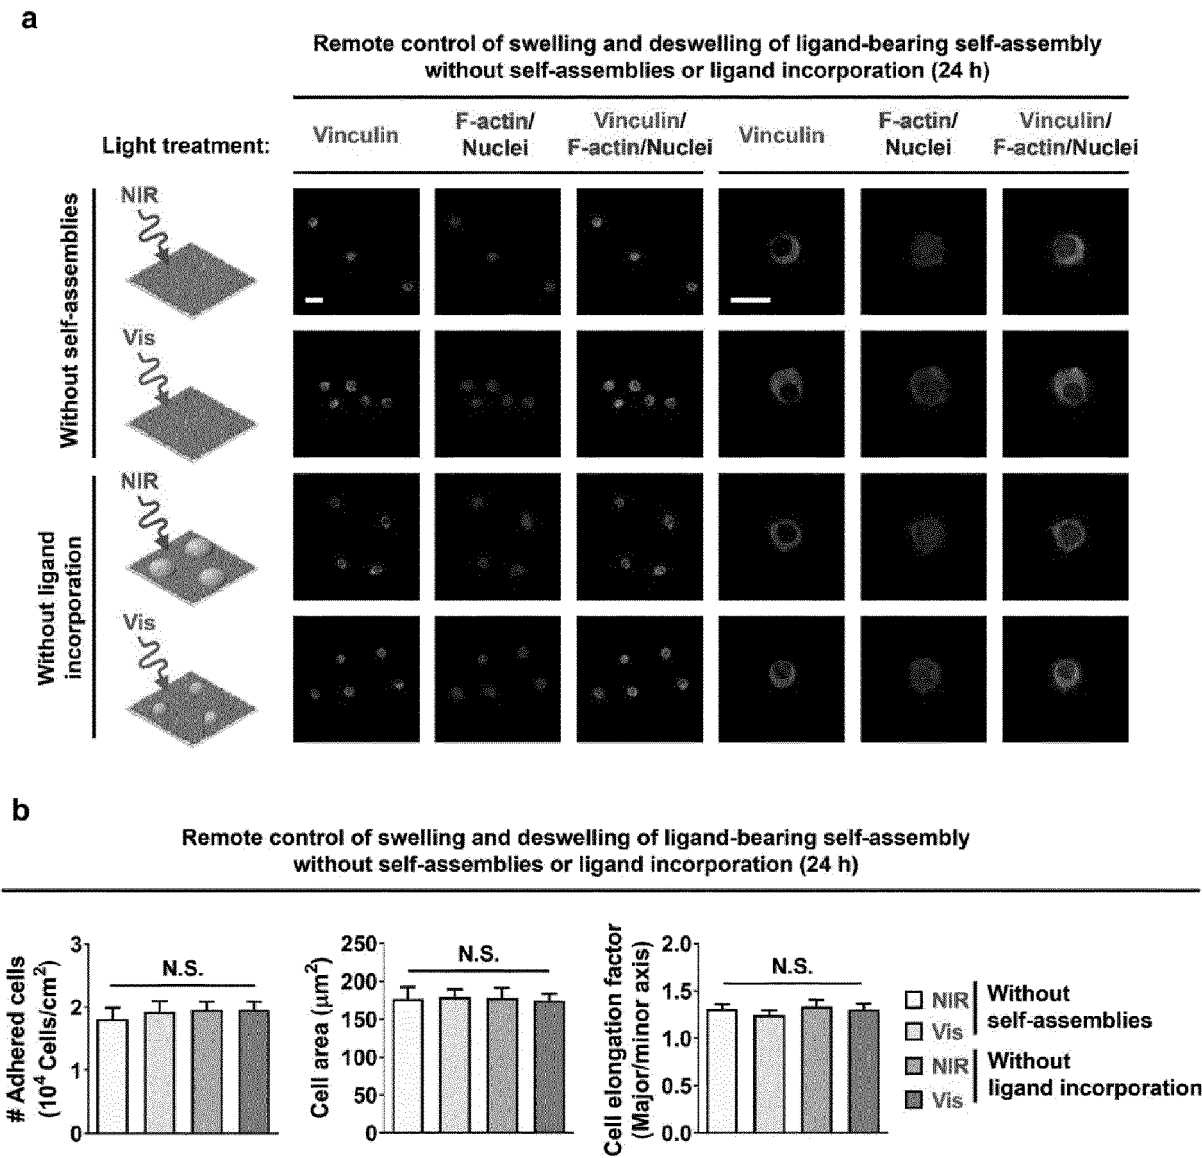 a
Remote control of swelling and deswelling of ligand-bearing self-assembly
without self-assemblies or ligand incorporation (24 h)
Light treatment:
Vinculin
F-actin/
Nuclei
Vinculin/
F-actin/Nuclei
Vinculin
F-actin/
Nuclei
Vinculin/
F-actin/Nuclei
Without self-assemblies
NIR
Vis
Without ligand
incorporation
NIR
Vis
b
Remote control of swelling and deswelling of ligand-bearing self-assembly
without self-assemblies or ligand incorporation (24 h)
# Adhered cells
(10⁴ Cells/cm²)
3
2
1
0
N.S.
Cell area (μm²)
250
200
150
100
50
0
N.S.
Cell elongation factor
(Major/minor axis)
2.0
1.5
1.0
0.5
0.0
N.S.
NIR
Vis
Without
self-assemblies
NIR
Vis
Without
ligand incorporation